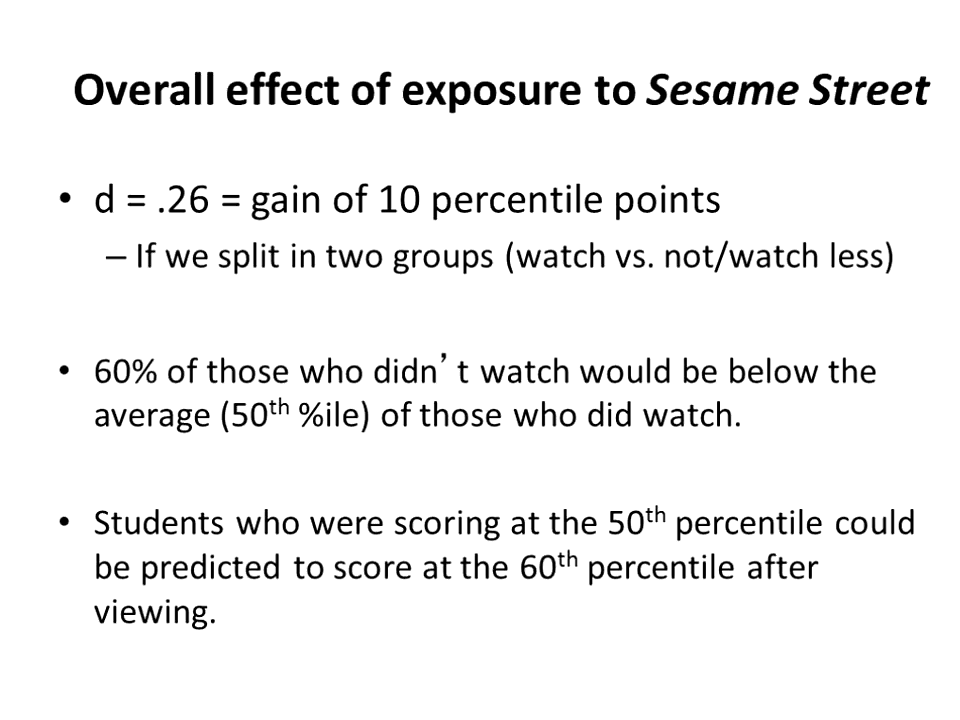 Overall effect of exposure to Sesame Street
• d = .26 = gain of 10 percentile points
– If we split in two groups (watch vs. not/watch less)
• 60% of those who didn’t watch would be below the
average (50th %ile) of those who did watch.
• Students who were scoring at the 50th percentile could
be predicted to score at the 60th percentile after
viewing.